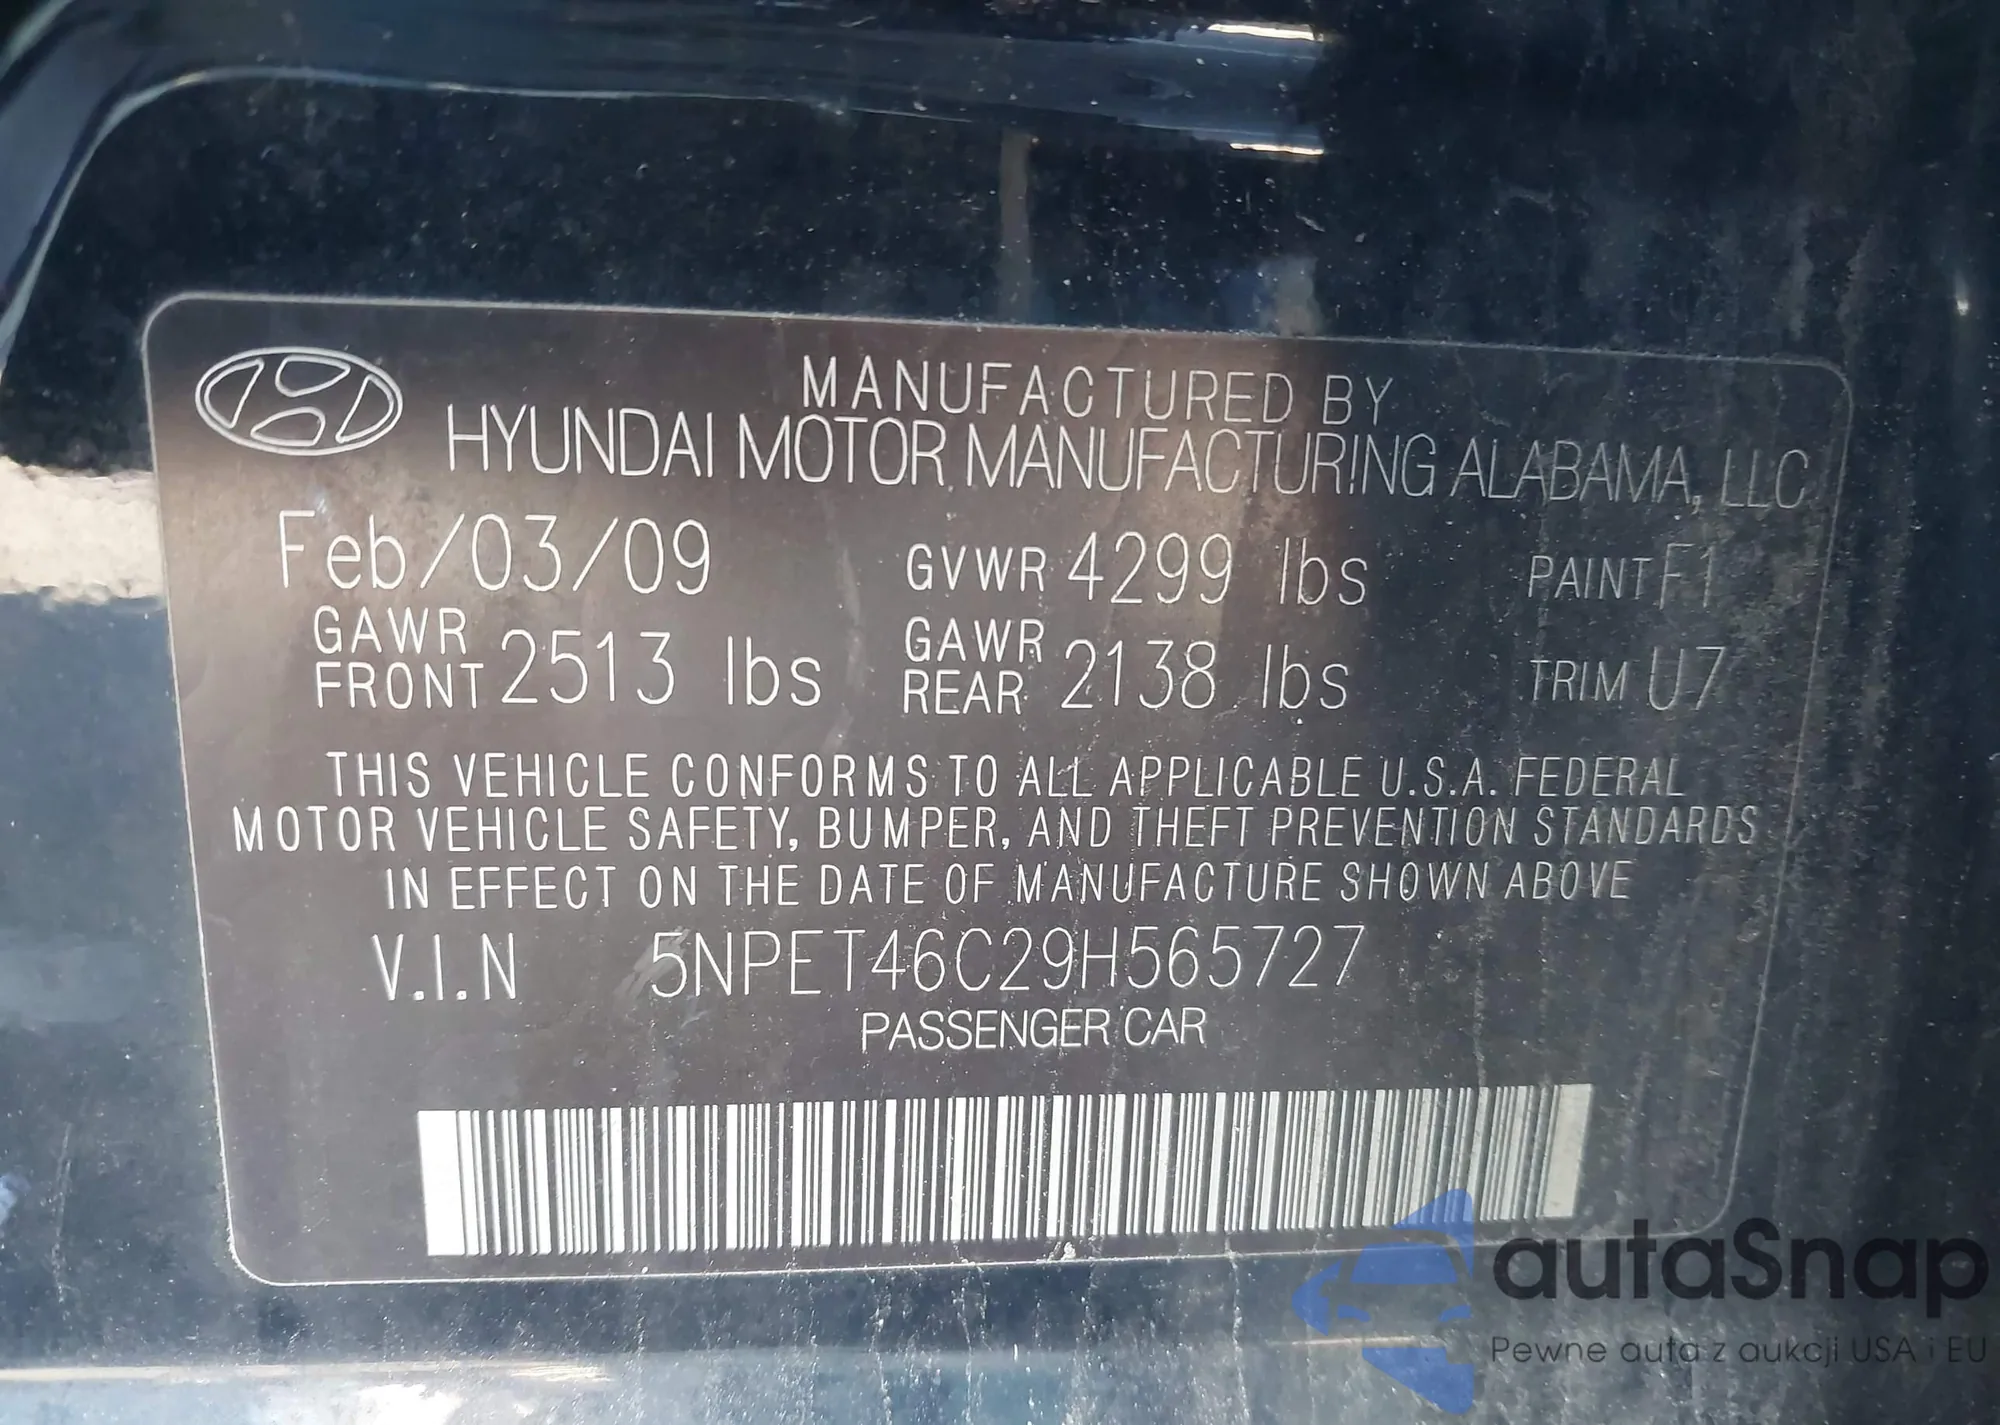 MANUFACTURED BY
HYUNDAI MOTOR MANUFACTURING ALABAMA, LLC
Feb/03/09 GVWR 4299 lbs PAINT F1
GAWR FRONT 2513 lbs GAWR REAR 2138 lbs TRIM U7
THIS VEHICLE CONFORMS TO ALL APPLICABLE U.S.A. FEDERAL
MOTOR VEHICLE SAFETY, BUMPER, AND THEFT PREVENTION STANDARDS
IN EFFECT ON THE DATE OF MANUFACTURE SHOWN ABOVE
V.I.N 5NPET46C29H565727
PASSENGER CAR
autaSnap
Pewne auta z aukcji USA i EU